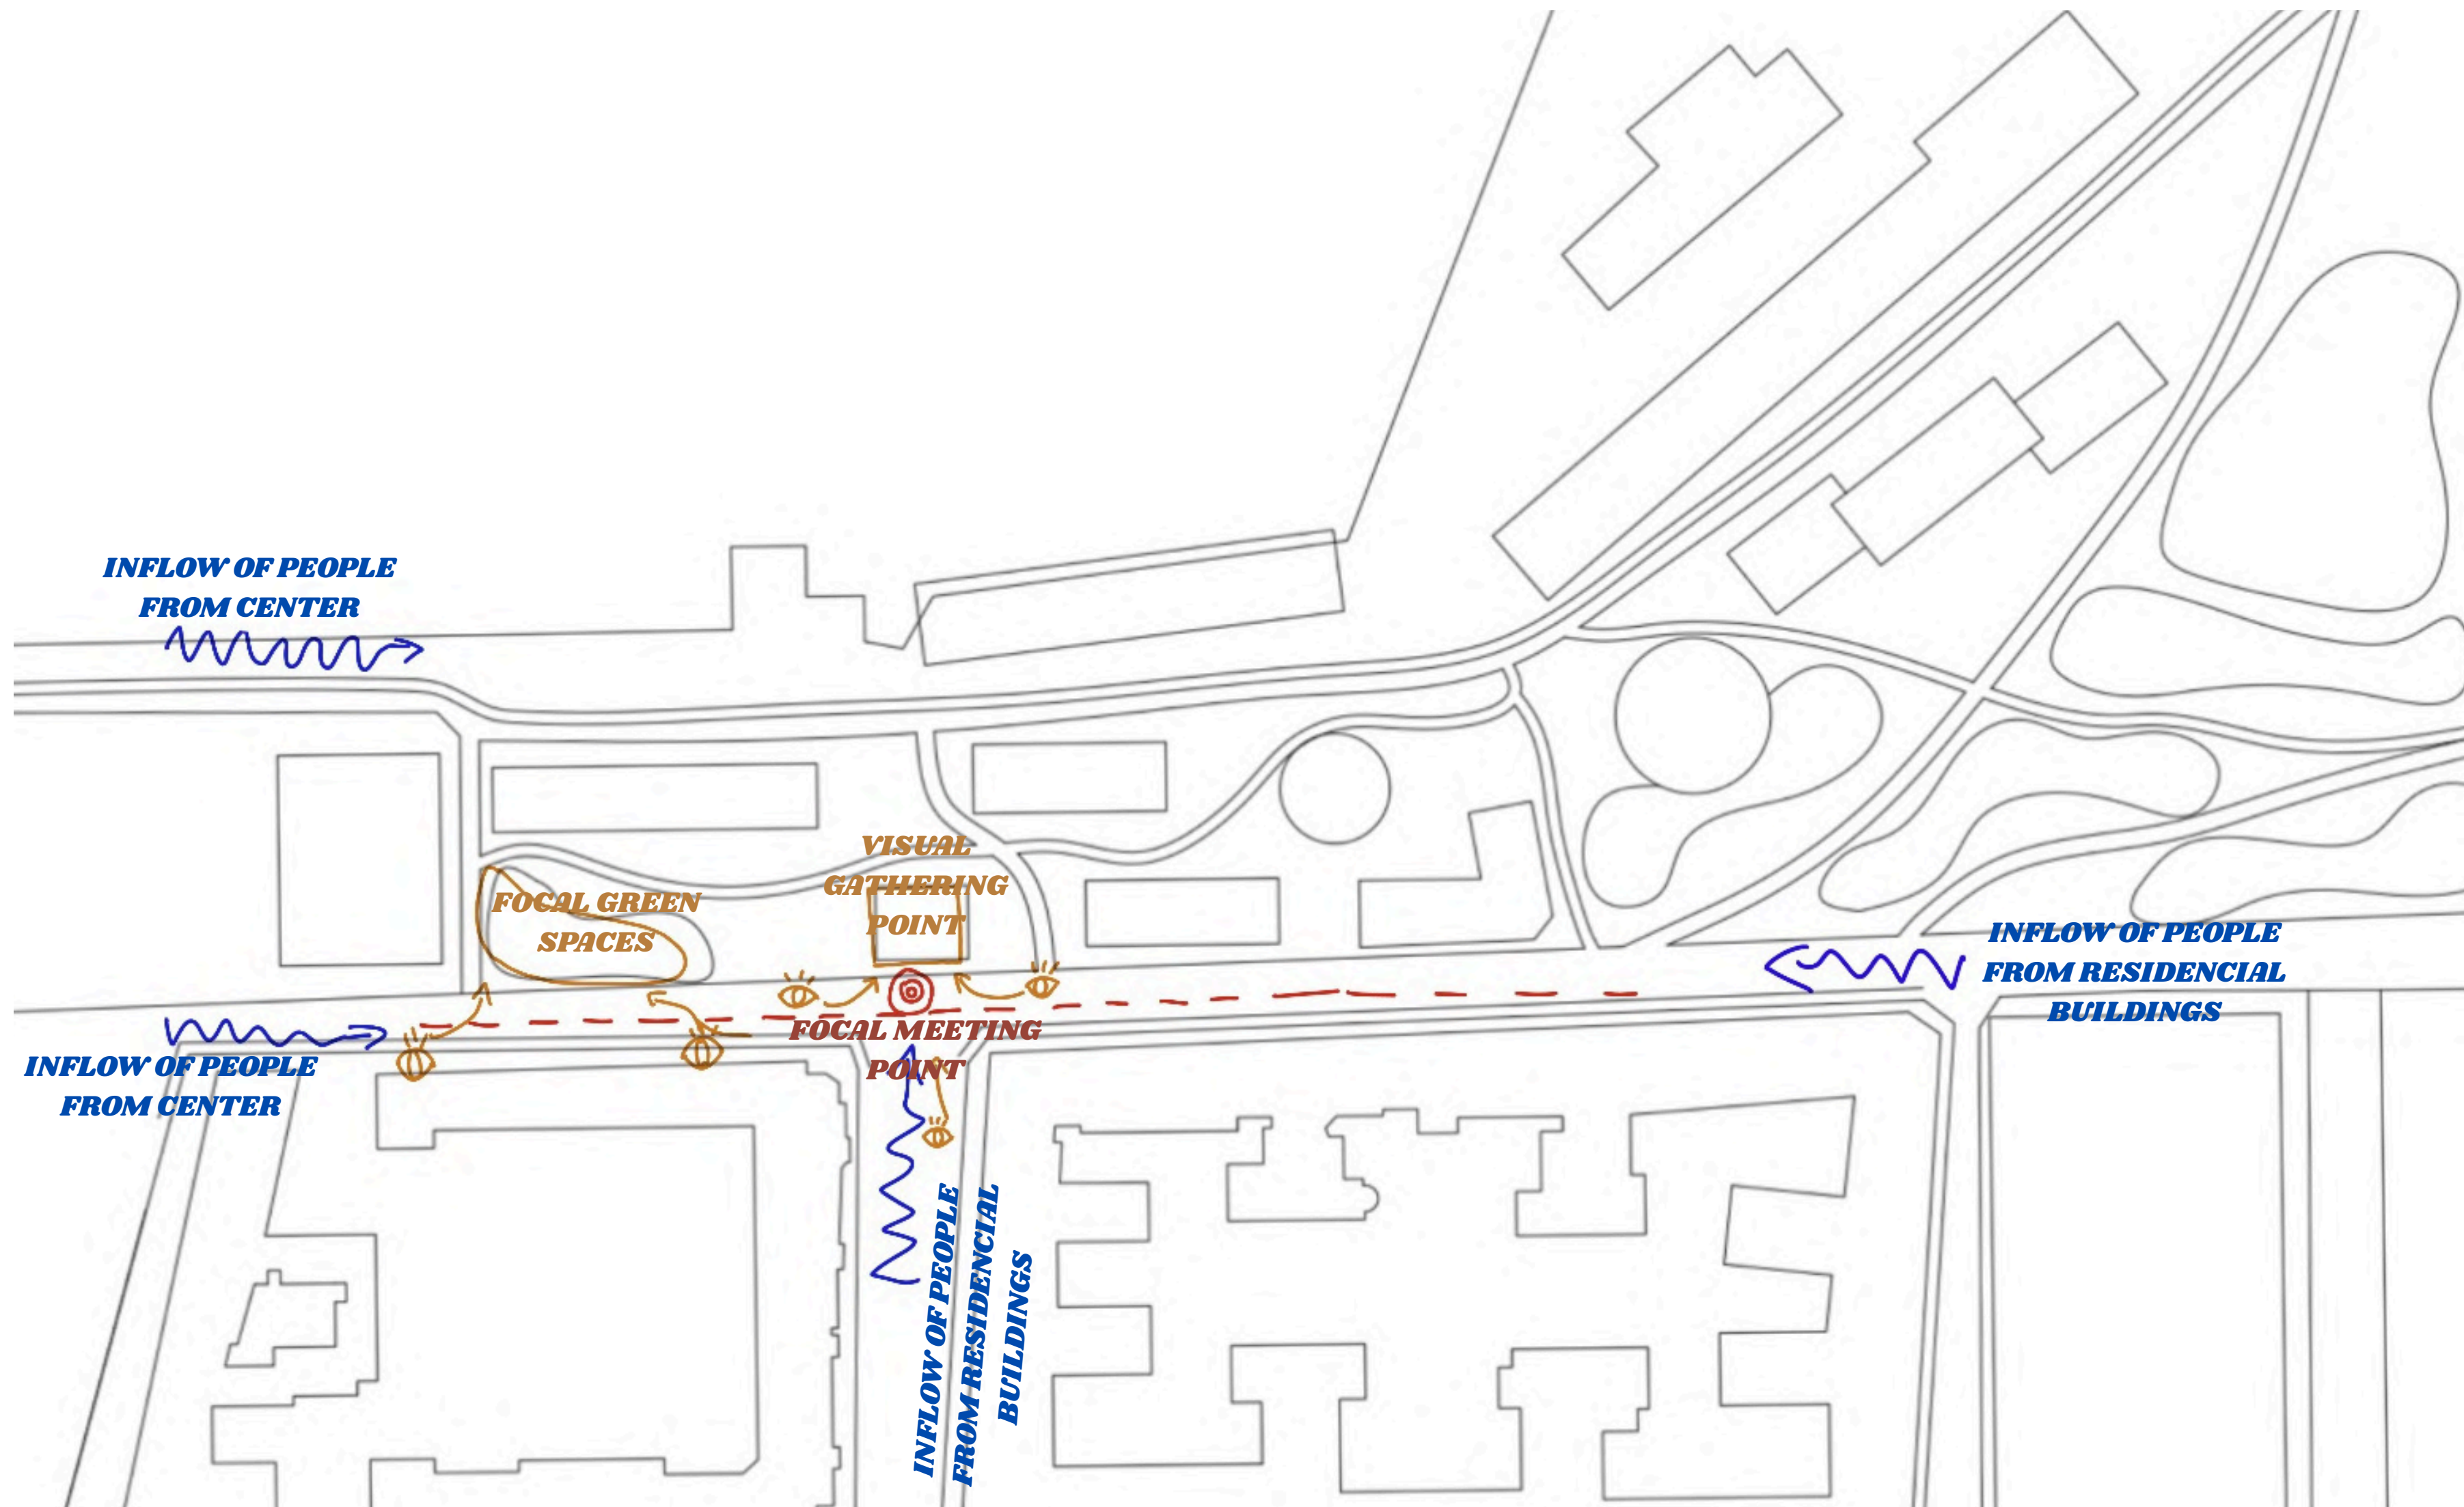 INFLOW OF PEOPLE
FROM CENTER
VISUAL
GATHERING
POINT
FOCAL GREEN
SPACES
INFLOW OF PEOPLE
FROM RESIDENCIAL
BUILDINGS
FOCAL MEETING
POINT
INFLOW OF PEOPLE
FROM CENTER
INFLOW OF PEOPLE
FROM RESIDENCIAL
BUILDINGS